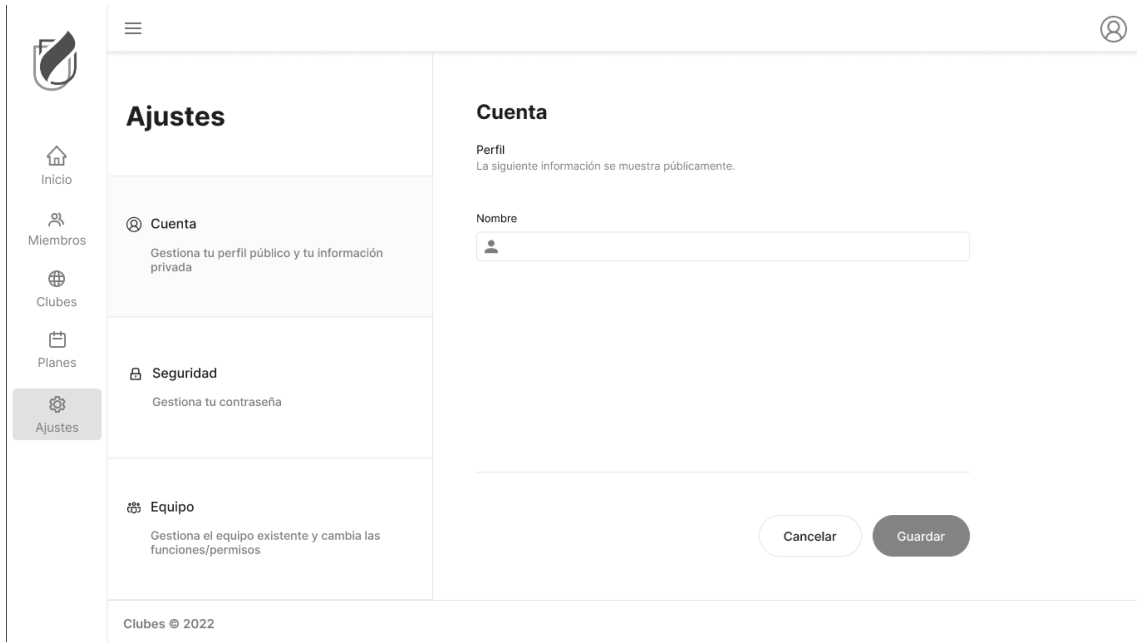 Inicio
Miembros
Clubes
Planes
Ajustes
Ajustes
Cuenta
Gestiona tu perfil público y tu información
privada
Seguridad
Gestiona tu contraseña
Equipo
Gestiona el equipo existente y cambia las
funciones/permisos
Cuenta
Perfil
La siguiente información se muestra públicamente.
Nombre
Cancelar
Guardar
Clubes © 2022